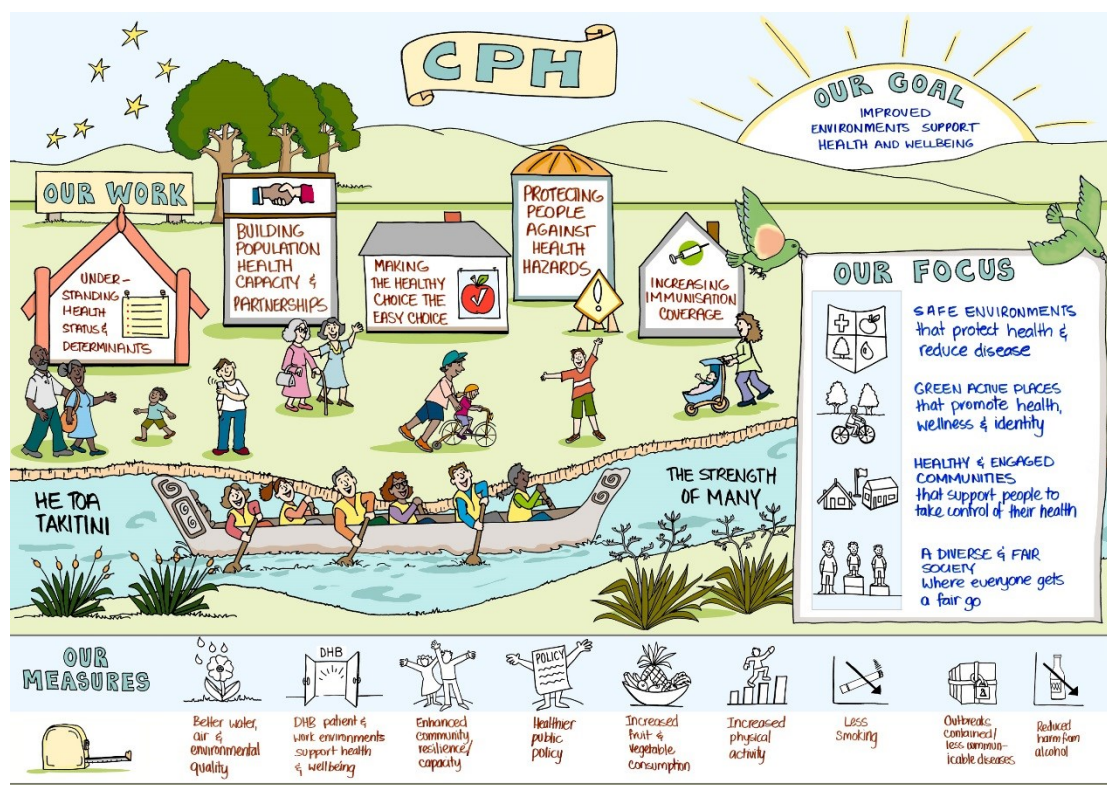 CPH
OUR GOAL
IMPROVED
ENVIRONMENTS SUPPORT
HEALTH AND WELLBEING
OUR WORK
UNDER-
STANDING
HEALTH
STATUS &
DETERMINANTS
BUILDING
POPULATION
HEALTH
CAPACITY &
PARTNERSHIPS
MAKING
THE HEALTHY
CHOICE THE
EASY CHOICE
PROTECTING
PEOPLE
AGAINST
HEALTH
HAZARDS
!
INCREASING
IMMUNISATION
COVERAGE
OUR FOCUS
SAFE ENVIRONMENTS
that protect health &
reduce disease
GREEN ACTIVE PLACES
that promote health,
wellness & identity
HEALTHY & ENGAGED
COMMUNITIES
that support people to
take control of their health
A DIVERSE & FAIR
SOCIETY
where everyone gets
a fair go
HE TOA
TAKITINI
THE STRENGTH
OF MANY
OUR
MEASURES
Better water,
air &
environmental
quality
DHB
DHB patient &
work environments
support health
& wellbeing
Enhanced
community
resilience/
capacity
POLICY
Healthier
public
policy
Increased
fruit &
vegetable
consumption
Increased
physical
activity
Less
smoking
Outbreaks
contained/
less commun-
icable diseases
XXX
Reduced
harm from
alcohol